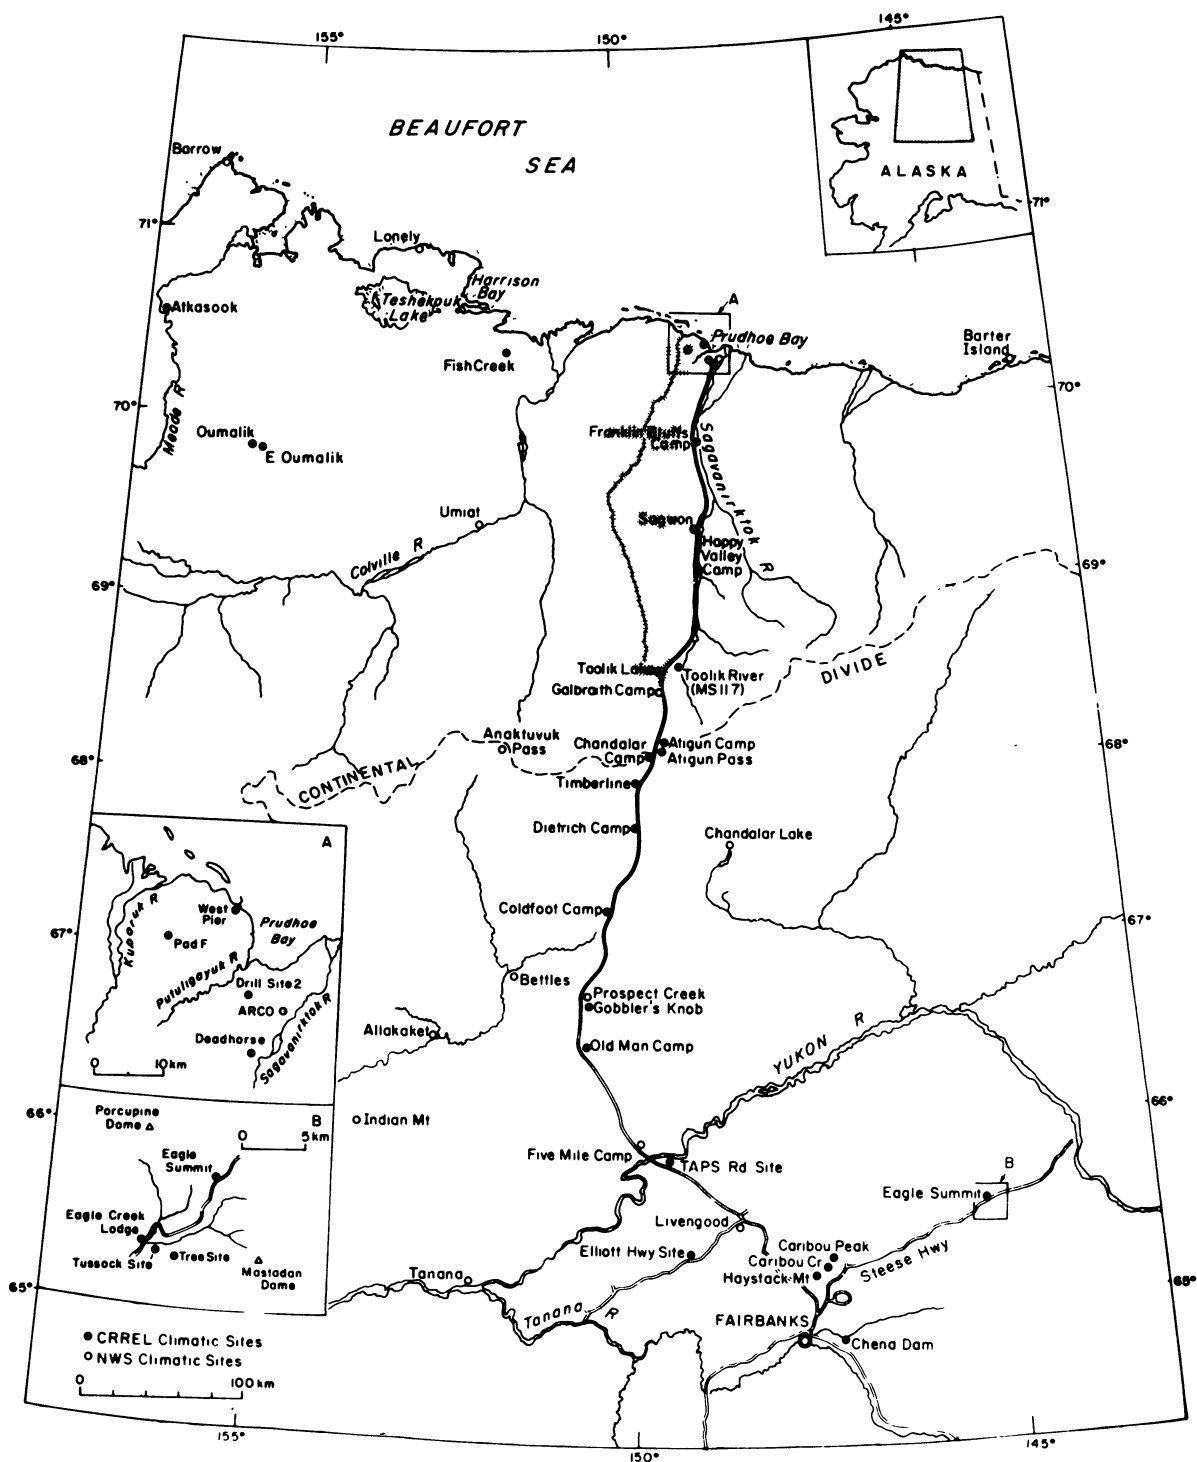 155°
150°
145°
BEAUFORT
SEA
ALASKA
Barrow
71°
71°
Lonely
Harrison
Bay
Teshekpuk
Lake
Atkasook
A
Prudhoe Bay
Barter
Island
Fish Creek
70°
70°
Meade R
Oumalik
E Oumalik
Franklin Bluffs
Camp
Sagavanirktok R
Umiat
Sagwon
Happy
Valley
Camp
Colville R
69°
69°
Toolik Lake
Toolik River
(MS117)
Galbraith Camp
DIVIDE
Anaktuvuk
Pass
Chandalar
Camp
Atigun Camp
Atigun Pass
68°
68°
CONTINENTAL
Timberline
Dietrich Camp
Chandalar Lake
A
Kuparuk R
West
Pier
Prudhoe
Bay
Pad F
Putuligayuk R
Drill Site 2
ARCO
Deadhorse
Sagavanirktok R
0
10km
Coldfoot Camp
67°
67°
Bettles
Prospect Creek
Gobbler's Knob
Allakaket
Old Man Camp
YUKON R
66°
66°
Porcupine
Dome
B
0
5 km
Eagle
Summit
Eagle Creek
Lodge
Tussock Site
Tree Site
Mastadan
Dome
Indian Mt
Five Mile Camp
TAPS Rd Site
B
Eagle Summit
Livengood
Elliott Hwy Site
Caribou Peak
Caribou Cr
Haystack Mt
Steese Hwy
65°
65°
Tanana
Tanana R
FAIRBANKS
Chena Dam
CRREL Climatic Sites
NWS Climatic Sites
0
100 km
155°
150°
145°